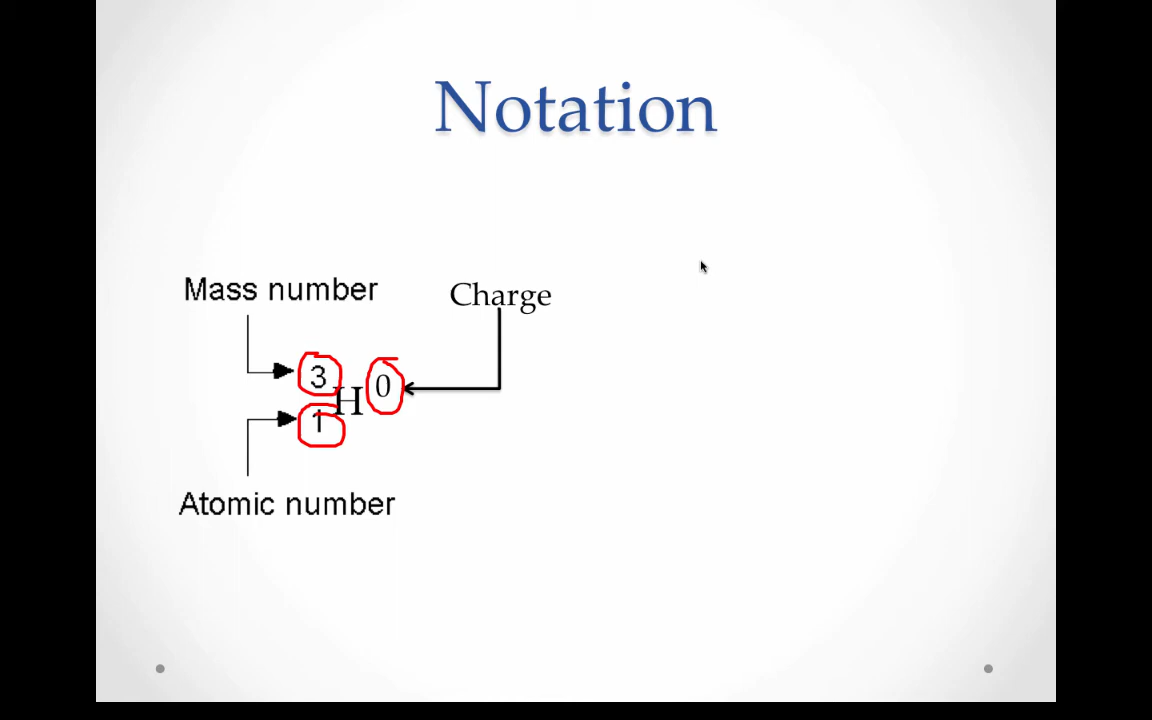 Notation
Mass number
Charge
3
H
0
1
Atomic number